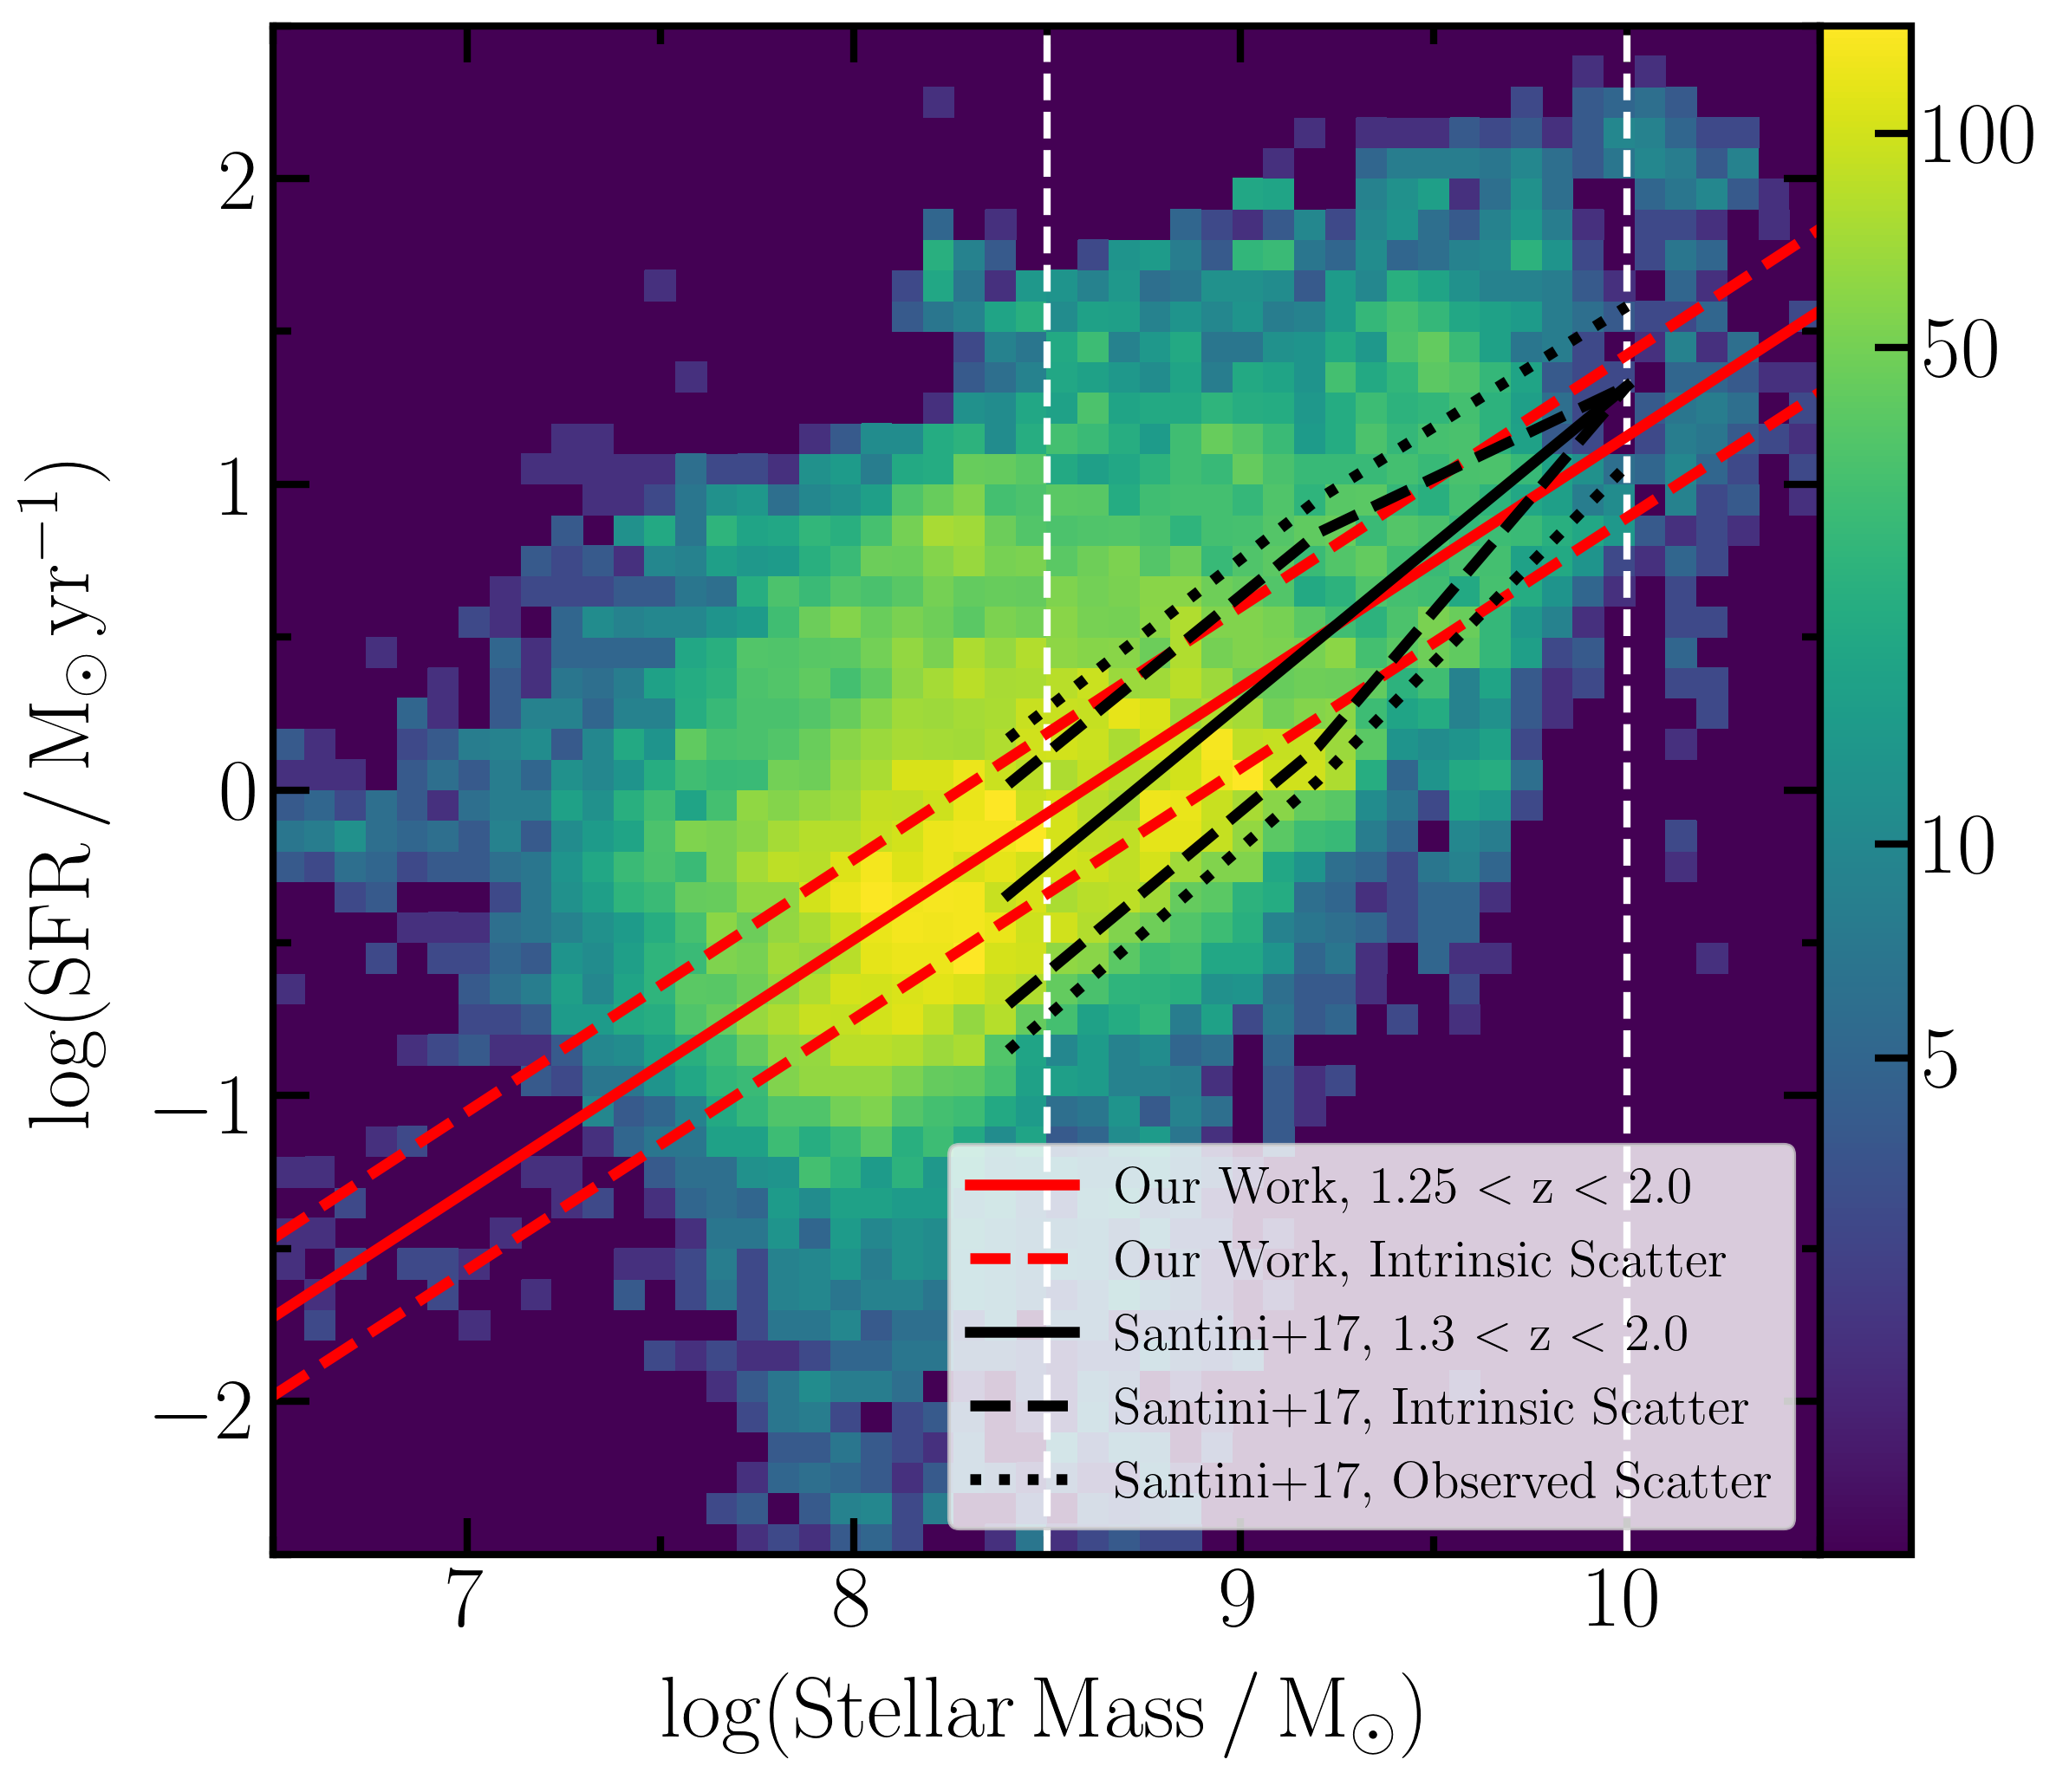 log(SFR / M⊙ yr⁻¹)
2
1
0
−1
−2
100
50
10
5
Our Work, 1.25 < z < 2.0
Our Work, Intrinsic Scatter
Santini+17, 1.3 < z < 2.0
Santini+17, Intrinsic Scatter
Santini+17, Observed Scatter
7 8 9 10
log(Stellar Mass / M⊙)